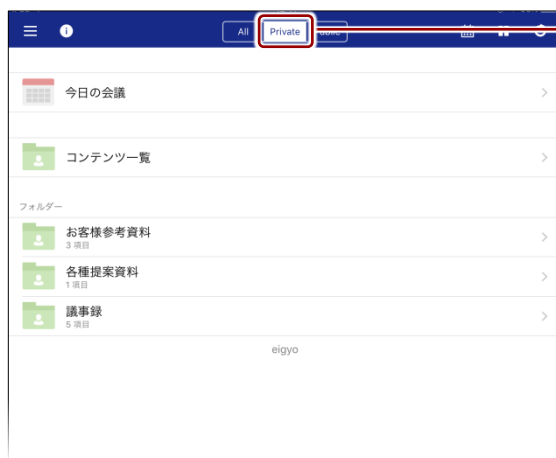 All Private Public
今日の会議
コンテンツ一覧
フォルダー
お客様参考資料
3 項目
各種提案資料
1 項目
議事録
5 項目
eigyo